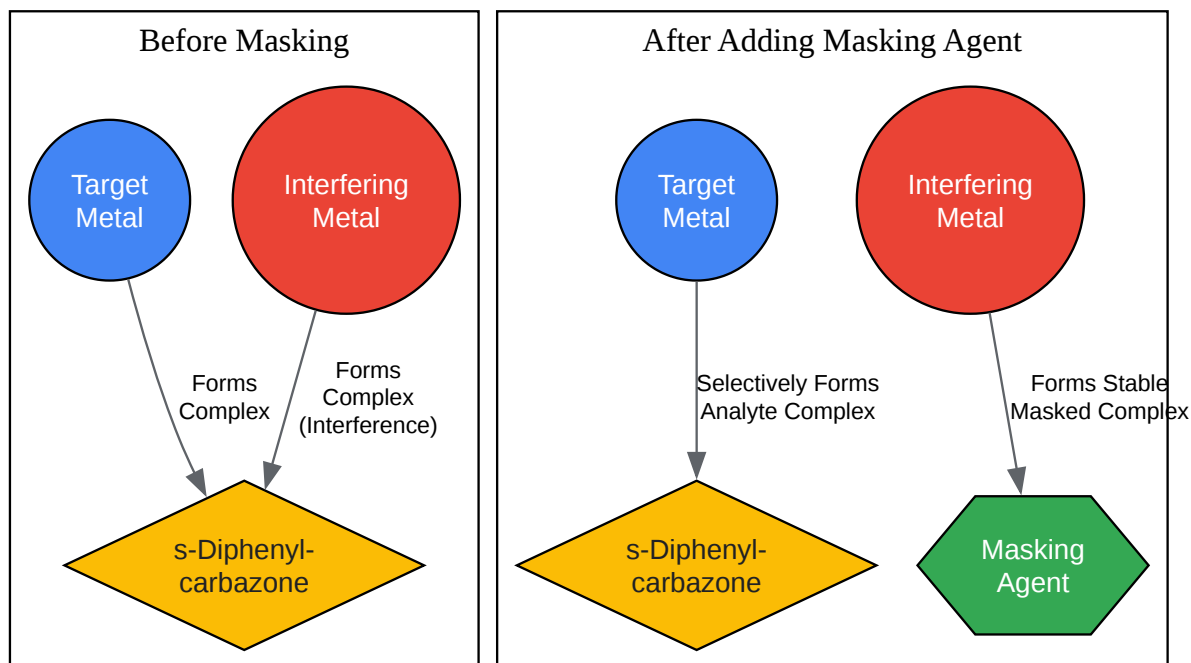 Before Masking
Target
Metal
Interfering
Metal
Forms
Complex
Forms
Complex
(Interference)
s-Diphenyl-
carbazone
After Adding Masking Agent
Target
Metal
Interfering
Metal
Selectively Forms
Analyte Complex
Forms Stable
Masked Complex
s-Diphenyl-
carbazone
Masking
Agent